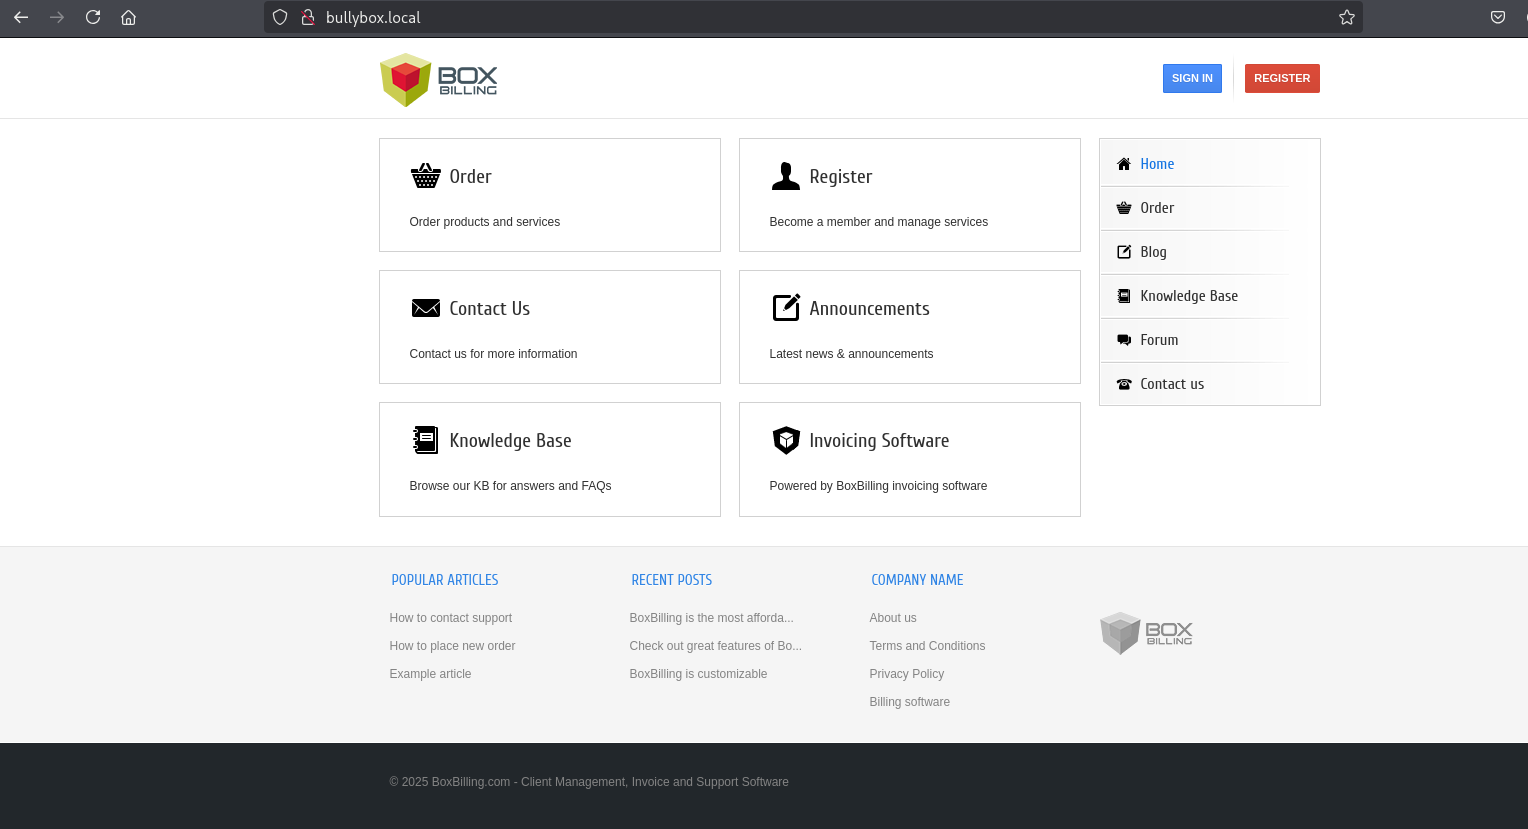 bullybox.local
BOX
BILLING
SIGN IN
REGISTER
Order
Order products and services
Register
Become a member and manage services
Contact Us
Contact us for more information
Announcements
Latest news & announcements
Knowledge Base
Browse our KB for answers and FAQs
Invoicing Software
Powered by BoxBilling invoicing software
Home
Order
Blog
Knowledge Base
Forum
Contact us
POPULAR ARTICLES
How to contact support
How to place new order
Example article
RECENT POSTS
BoxBilling is the most afforda...
Check out great features of Bo...
BoxBilling is customizable
COMPANY NAME
About us
Terms and Conditions
Privacy Policy
Billing software
BOX
BILLING
© 2025 BoxBilling.com - Client Management, Invoice and Support Software